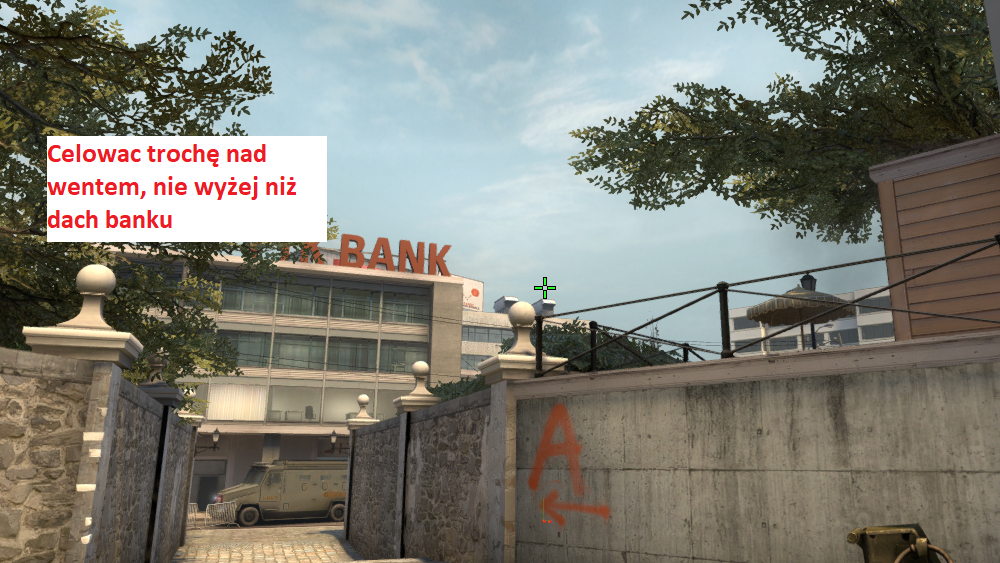 Celowac trochę nad
wentem, nie wyżej niż
dach banku
BANK
A